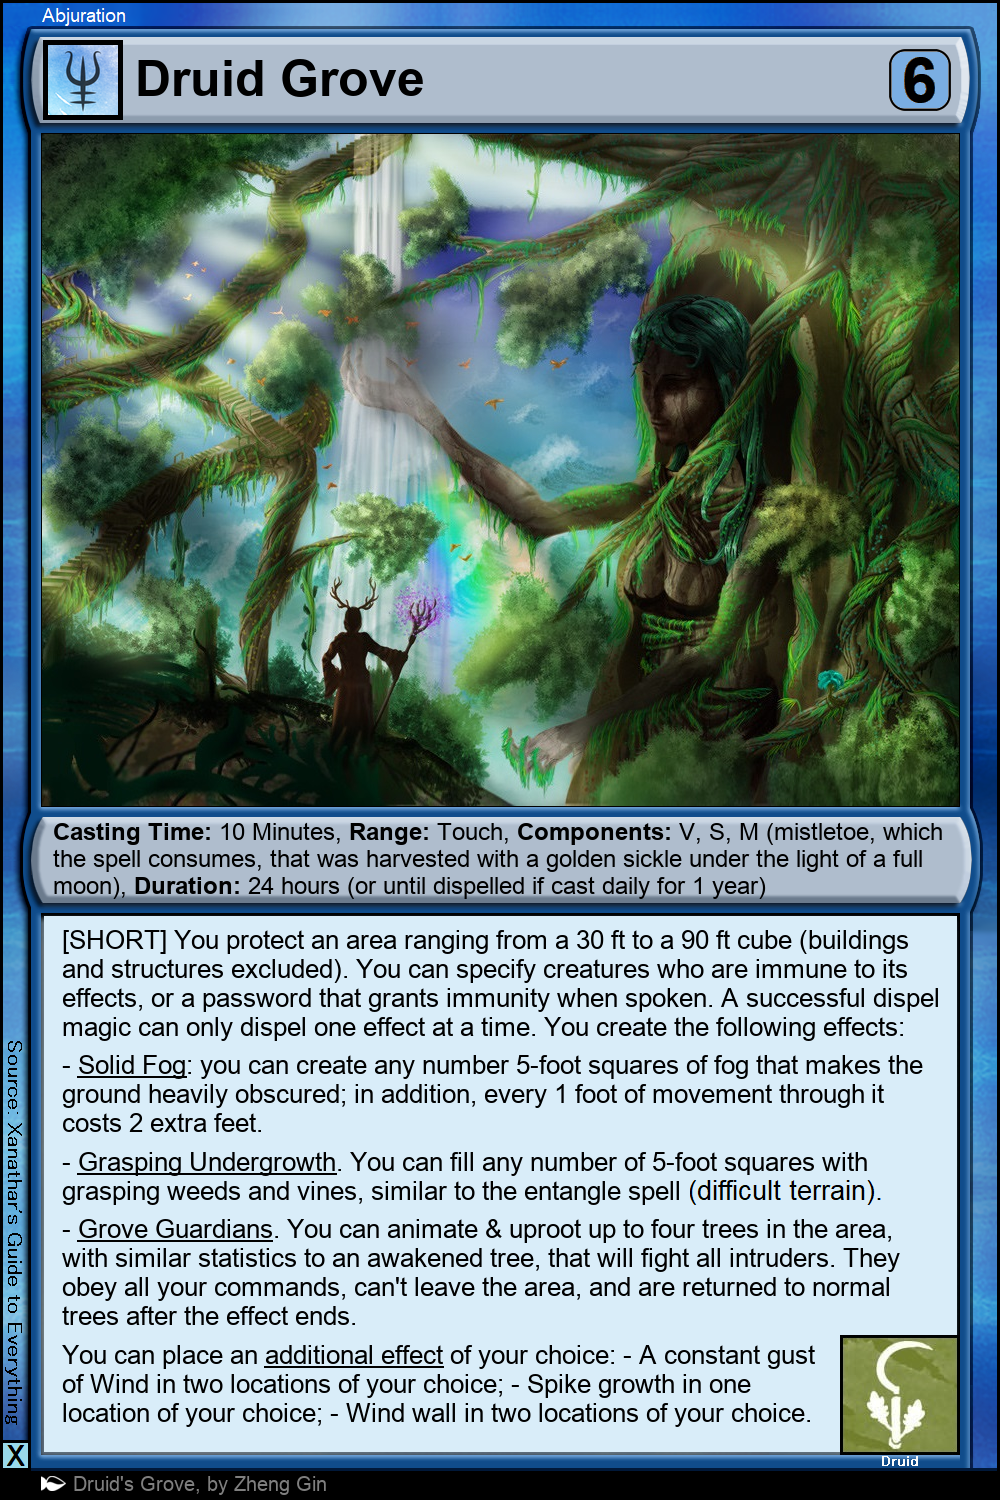 Abjuration
Druid Grove
6
Casting Time: 10 Minutes, Range: Touch, Components: V, S, M (mistletoe, which
the spell consumes, that was harvested with a golden sickle under the light of a full
moon), Duration: 24 hours (or until dispelled if cast daily for 1 year)
[SHORT] You protect an area ranging from a 30 ft to a 90 ft cube (buildings
and structures excluded). You can specify creatures who are immune to its
effects, or a password that grants immunity when spoken. A successful dispel
magic can only dispel one effect at a time. You create the following effects:
- Solid Fog: you can create any number 5-foot squares of fog that makes the
ground heavily obscured; in addition, every 1 foot of movement through it
costs 2 extra feet.
- Grasping Undergrowth. You can fill any number of 5-foot squares with
grasping weeds and vines, similar to the entangle spell (difficult terrain).
- Grove Guardians. You can animate & uproot up to four trees in the area,
with similar statistics to an awakened tree, that will fight all intruders. They
obey all your commands, can't leave the area, and are returned to normal
trees after the effect ends.
You can place an additional effect of your choice: - A constant gust
of Wind in two locations of your choice; - Spike growth in one
location of your choice; - Wind wall in two locations of your choice.
Druid
Source: Xanathar's Guide to Everything
X
Druid's Grove, by Zheng Gin